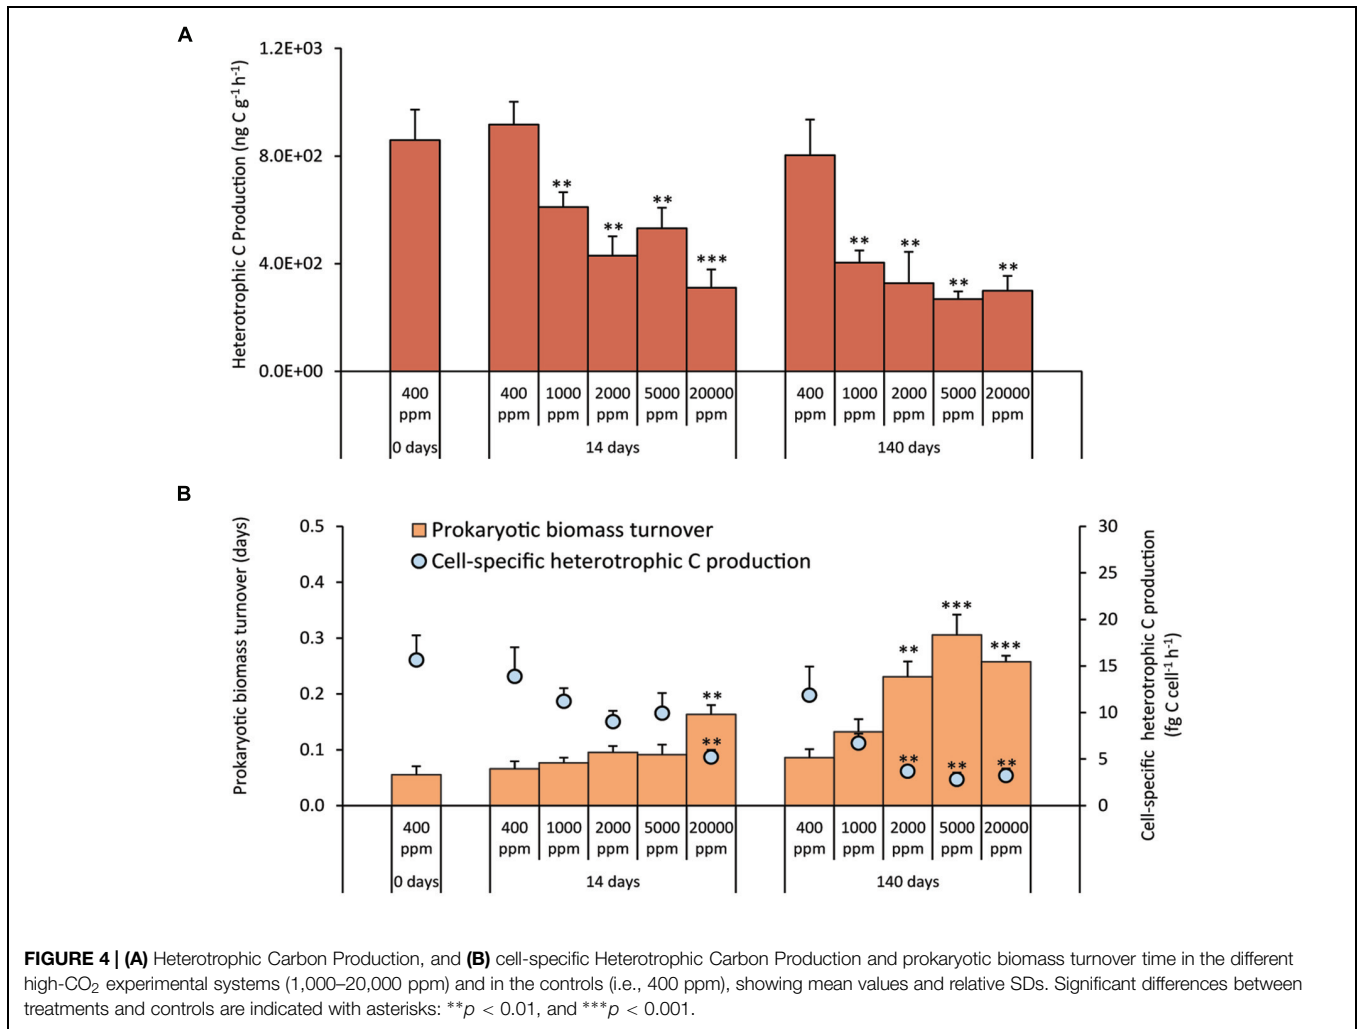 A
1.2E+03
8.0E+02
4.0E+02
0.0E+00
Heterotrophic C Production (ng C g-1 h-1)
** ** ** *** ** ** ** **
400 400 1000 2000 5000 20000 400 1000 2000 5000 20000
ppm ppm ppm ppm ppm ppm ppm ppm ppm ppm ppm
0 days 14 days 140 days
B
Prokaryotic biomass turnover (days)
0.5
0.4
0.3
0.2
0.1
0.0
Prokaryotic biomass turnover
Cell-specific heterotrophic C production
** ** ** *** ***
** ** ** **
30
25
20
15
10
5
0
Cell-specific heterotrophic C production
(fg C cell-1 h-1)
400 400 1000 2000 5000 20000 400 1000 2000 5000 20000
ppm ppm ppm ppm ppm ppm ppm ppm ppm ppm ppm
0 days 14 days 140 days
FIGURE 4 | (A) Heterotrophic Carbon Production, and (B) cell-specific Heterotrophic Carbon Production and prokaryotic biomass turnover time in the different
high-CO2 experimental systems (1,000–20,000 ppm) and in the controls (i.e., 400 ppm), showing mean values and relative SDs. Significant differences between
treatments and controls are indicated with asterisks: **p < 0.01, and ***p < 0.001.